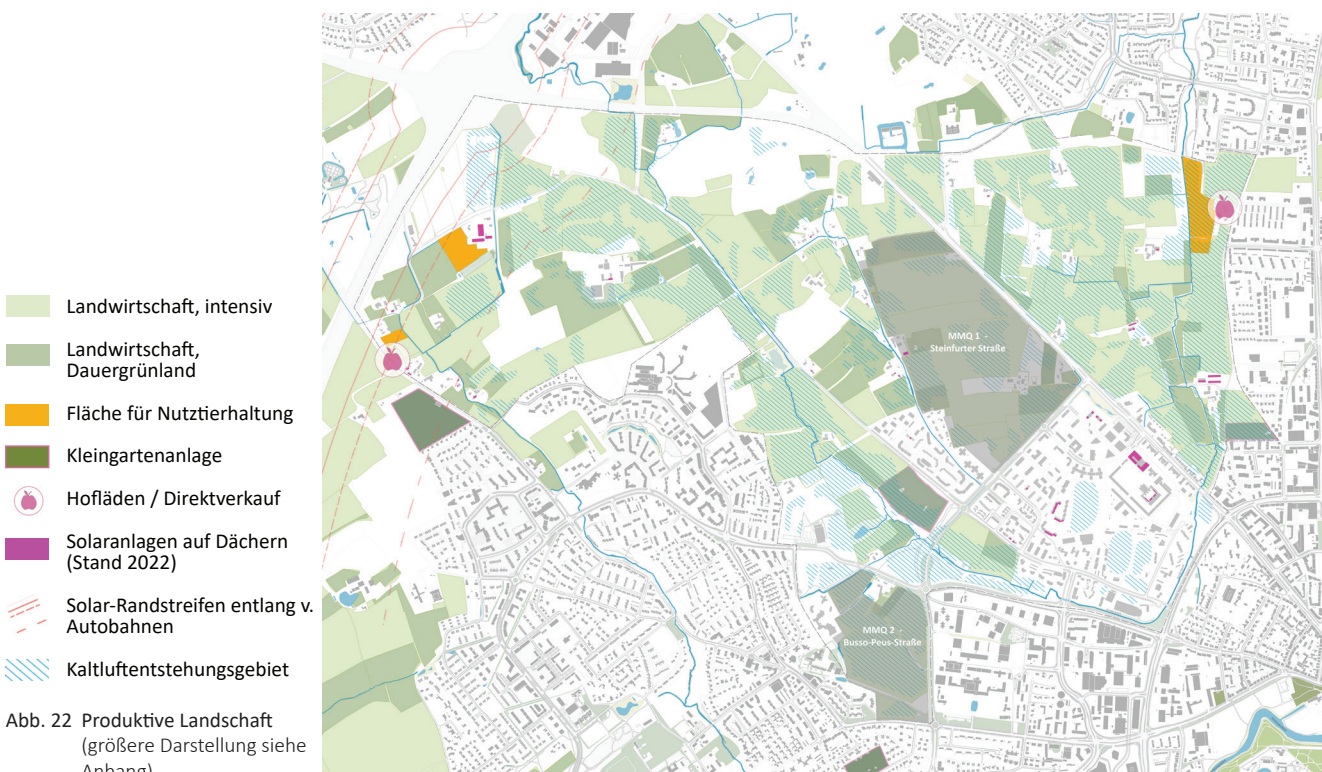 Landwirtschaft, intensiv
Landwirtschaft,
Dauergrünland
Fläche für Nutztierhaltung
Kleingartenanlage
Hofläden / Direktverkauf
Solaranlagen auf Dächern
(Stand 2022)
Solar-Randstreifen entlang v.
Autobahnen
Kaltluftentstehungsgebiet
Abb. 22 Produktive Landschaft
(größere Darstellung siehe
Anhang)
MMQ 1 -
Steinfurter Straße
MMQ 2 -
Busso-Peus-Straße